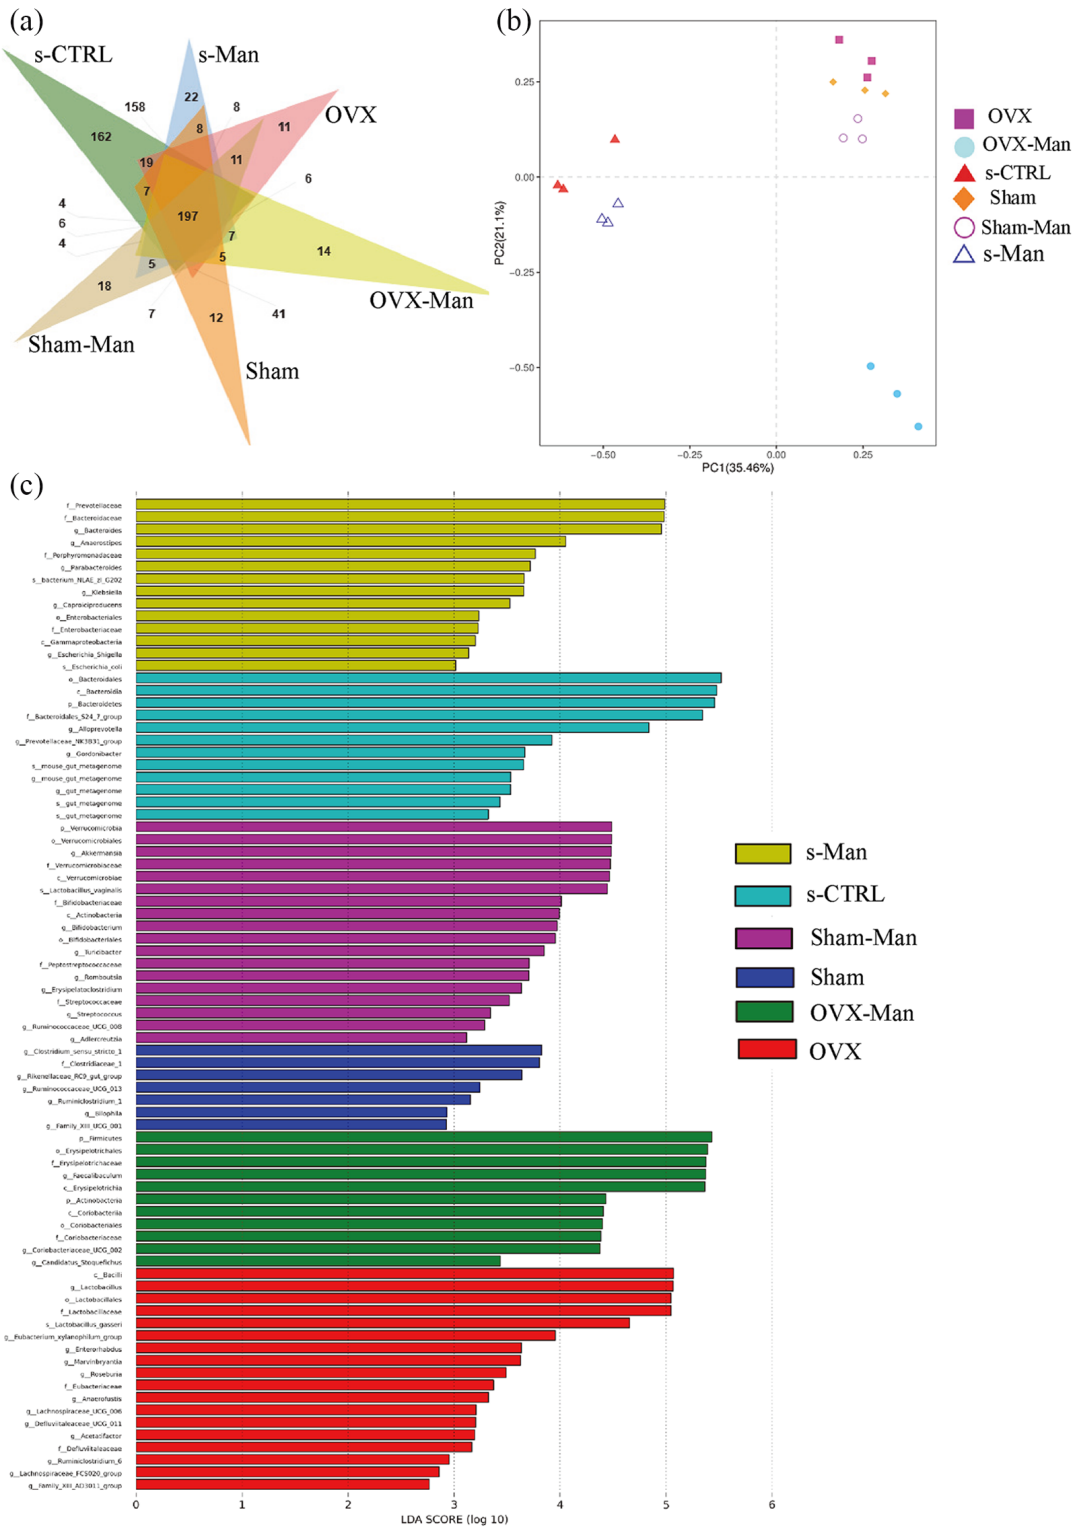 (a)
s-CTRL
s-Man
OVX
OVX-Man
Sham
Sham-Man
158
22
8
8
11
162
19
11
7
6
4
6
4
197
7
5
14
5
18
7
12
41
(b)
0.25
0.00
−0.25
−0.50
PC2(21.1%)
−0.50
−0.25
0.00
0.25
PC1(35.46%)
OVX
OVX-Man
s-CTRL
Sham
Sham-Man
s-Man
(c)
f__Prevotellaceae
f__Bacteroidaceae
g__Bacteroides
g__Anaerostipes
f__Porphyromonadaceae
g__Parabacteroides
s__bacterium_NLAE_zl_G202
g__Klebsiella
g__Caproiciproducens
o__Enterobacteriales
f__Enterobacteriaceae
c__Gammaproteobacteria
g__Escherichia_Shigella
s__Escherichia_coli
o__Bacteroidales
c__Bacteroidia
p__Bacteroidetes
f__Bacteroidales_S24_7_group
g__Alloprevotella
g__Prevotellaceae_NK3B31_group
g__Gordonibacter
s__mouse_gut_metagenome
g__mouse_gut_metagenome
g__gut_metagenome
s__gut_metagenome
s__gut_metagenome
p__Verrucomicrobia
o__Verrucomicrobiales
g__Akkermansia
f__Verrucomicrobiaceae
c__Verrucomicrobiae
s__Lactobacillus_vaginalis
f__Bifidobacteriaceae
c__Actinobacteria
g__Bifidobacterium
o__Bifidobacteriales
g__Turicibacter
f__Peptostreptococcaceae
g__Romboutsia
g__Erysipelatoclostridium
f__Streptococcaceae
g__Streptococcus
g__Ruminococcaceae_UCG_008
g__Adlercreutzia
g__Clostridium_sensu_stricto_1
f__Clostridiaceae_1
g__Rikenellaceae_RC9_gut_group
g__Ruminococcaceae_UCG_013
g__Ruminiclostridium_1
g__Bilophila
g__Family_XIII_UCG_001
p__Firmicutes
o__Erysipelotrichales
f__Erysipelotrichaceae
g__Faecalibaculum
c__Erysipelotrichia
p__Actinobacteria
c__Coriobacteriia
o__Coriobacteriales
f__Coriobacteriaceae
g__Coriobacteriaceae_UCG_002
g__Candidatus_Stoquefichus
c__Bacilli
g__Lactobacillus
o__Lactobacillales
f__Lactobacillaceae
s__Lactobacillus_gasseri
g__Eubacterium_xylanophilum_group
g__Enterorhabdus
g__Marvinbryantia
g__Roseburia
f__Eubacteriaceae
g__Anaerofustis
g__Lachnospiraceae_UCG_006
g__Defluviitaleaceae_UCG_011
g__Acetatifactor
f__Defluviitaleaceae
g__Ruminiclostridium_6
g__Lachnospiraceae_FCS020_group
g__Family_XIII_AD3011_group
0
1
2
3
4
5
6
LDA SCORE (log 10)
s-Man
s-CTRL
Sham-Man
Sham
OVX-Man
OVX